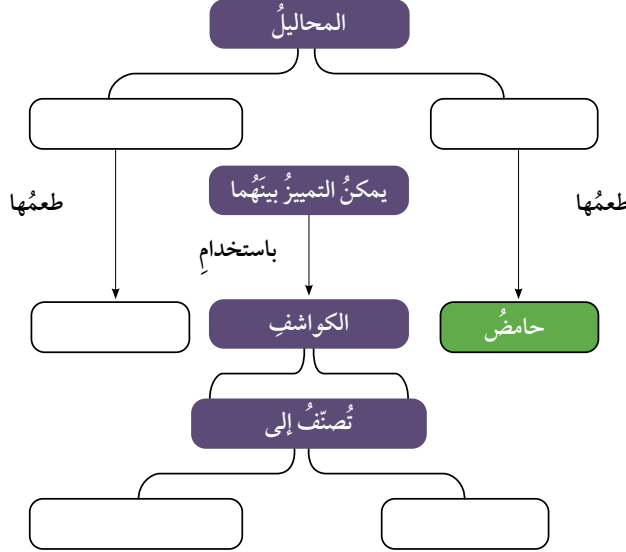 المحاليلُ
طعمُها
يمكنُ التمييزُ بينَهُما
طعمُها
باستخدامِ
حامضُ
الكواشفِ
تُصنّفُ إلى